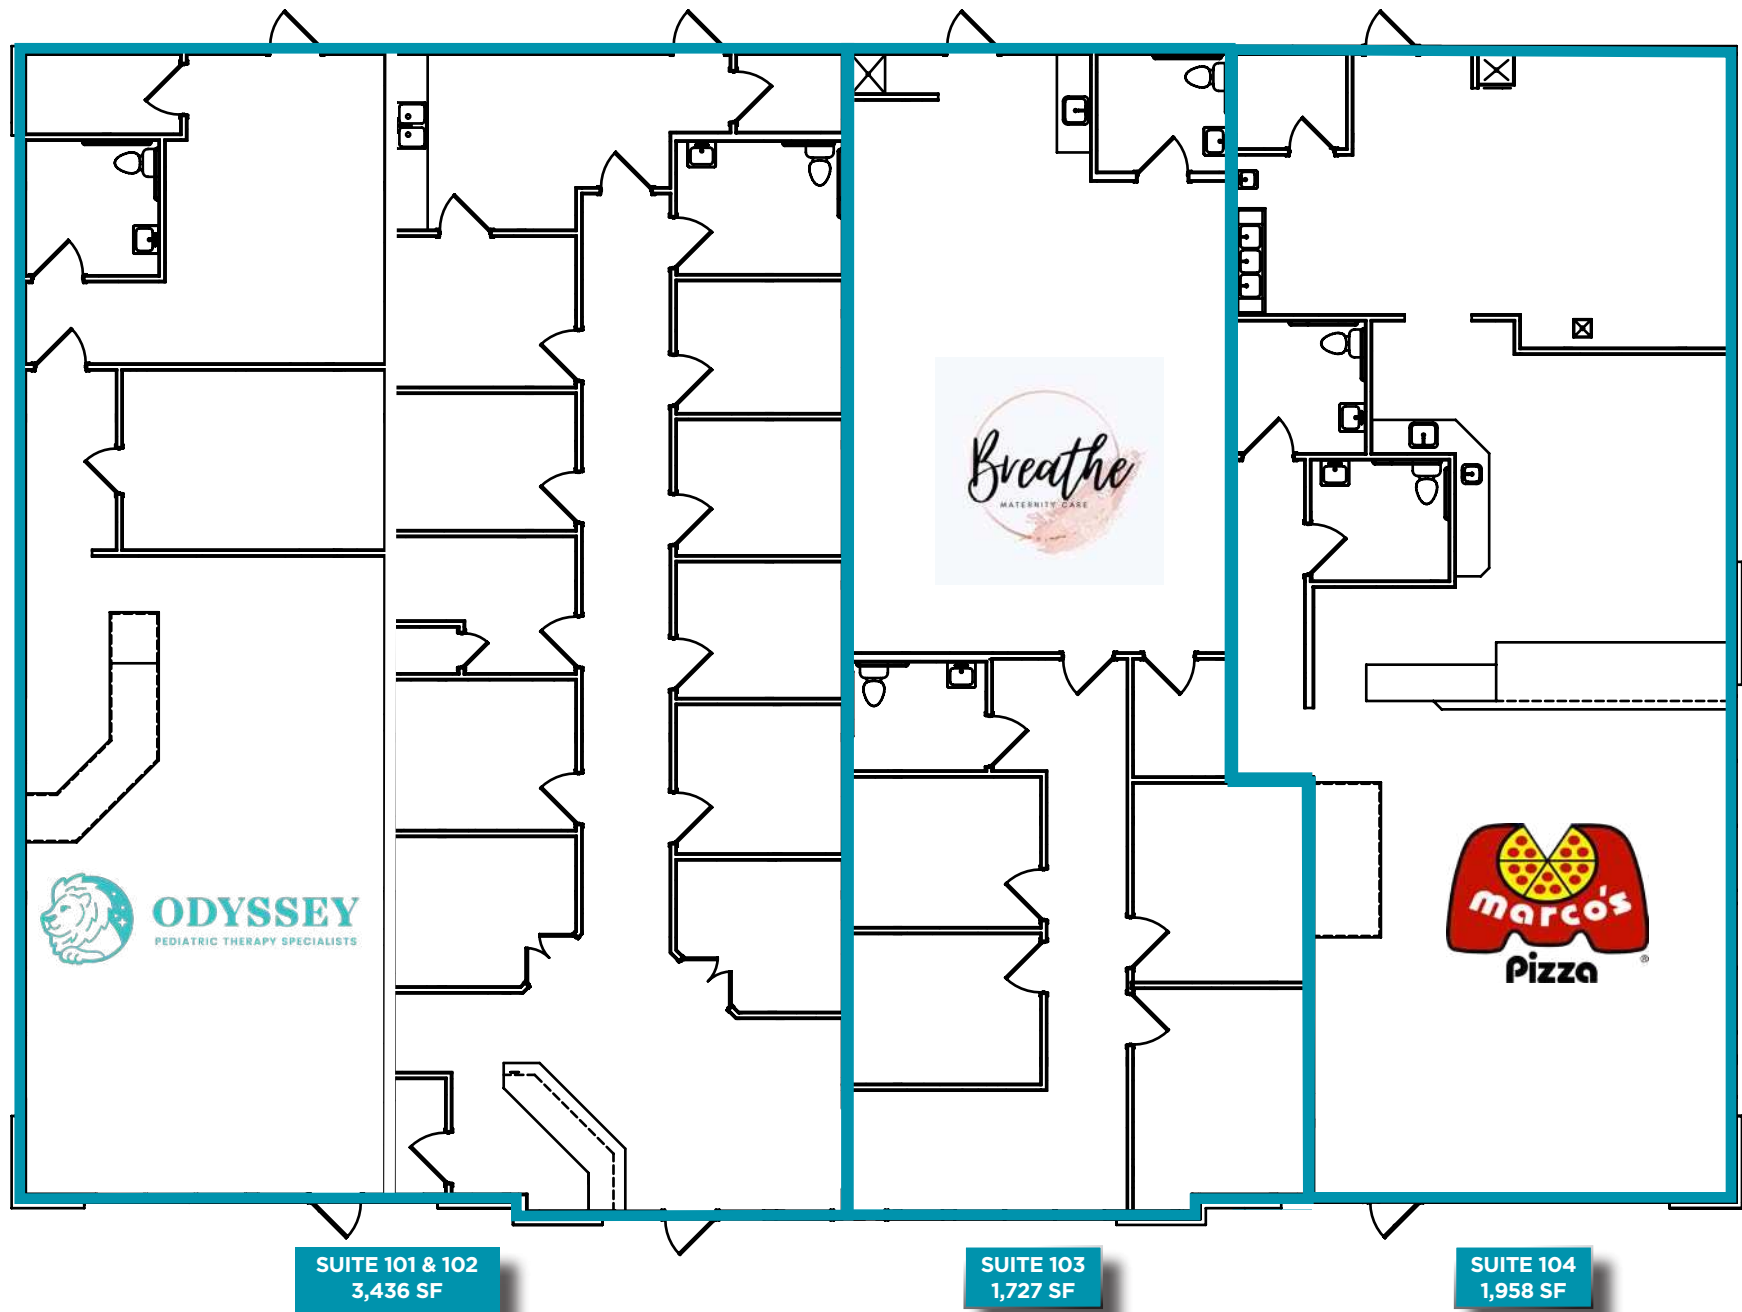 Breathe
MATERNITY CARE
ODYSSEY
PEDIATRIC THERAPY SPECIALISTS
marco's
Pizza
®
SUITE 101 & 102
3,436 SF
SUITE 103
1,727 SF
SUITE 104
1,958 SF